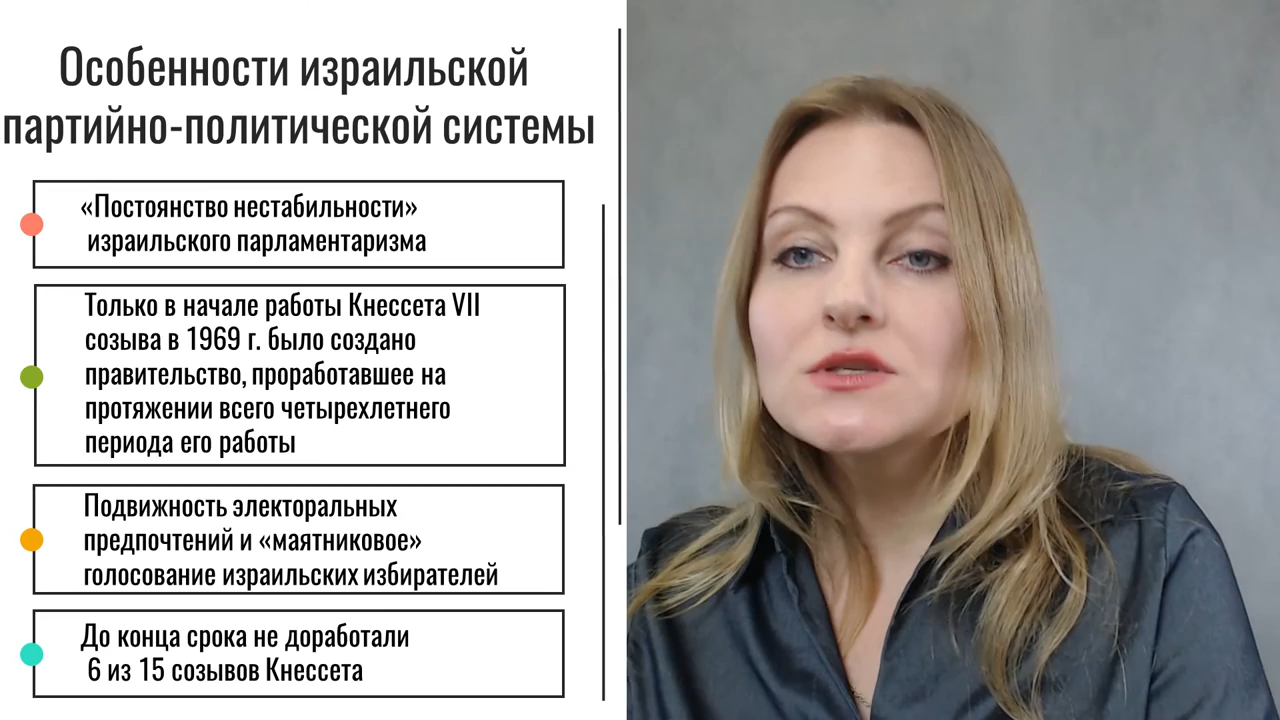 Особенности израильской
партийно-политической системы
«Постоянство нестабильности»
израильского парламентаризма
Только в начале работы Кнессета VII
созыва в 1969 г. было создано
правительство, проработавшее на
протяжении всего четырехлетнего
периода его работы
Подвижность электоральных
предпочтений и «маятниковое»
голосование израильских избирателей
До конца срока не доработали
6 из 15 созывов Кнессета